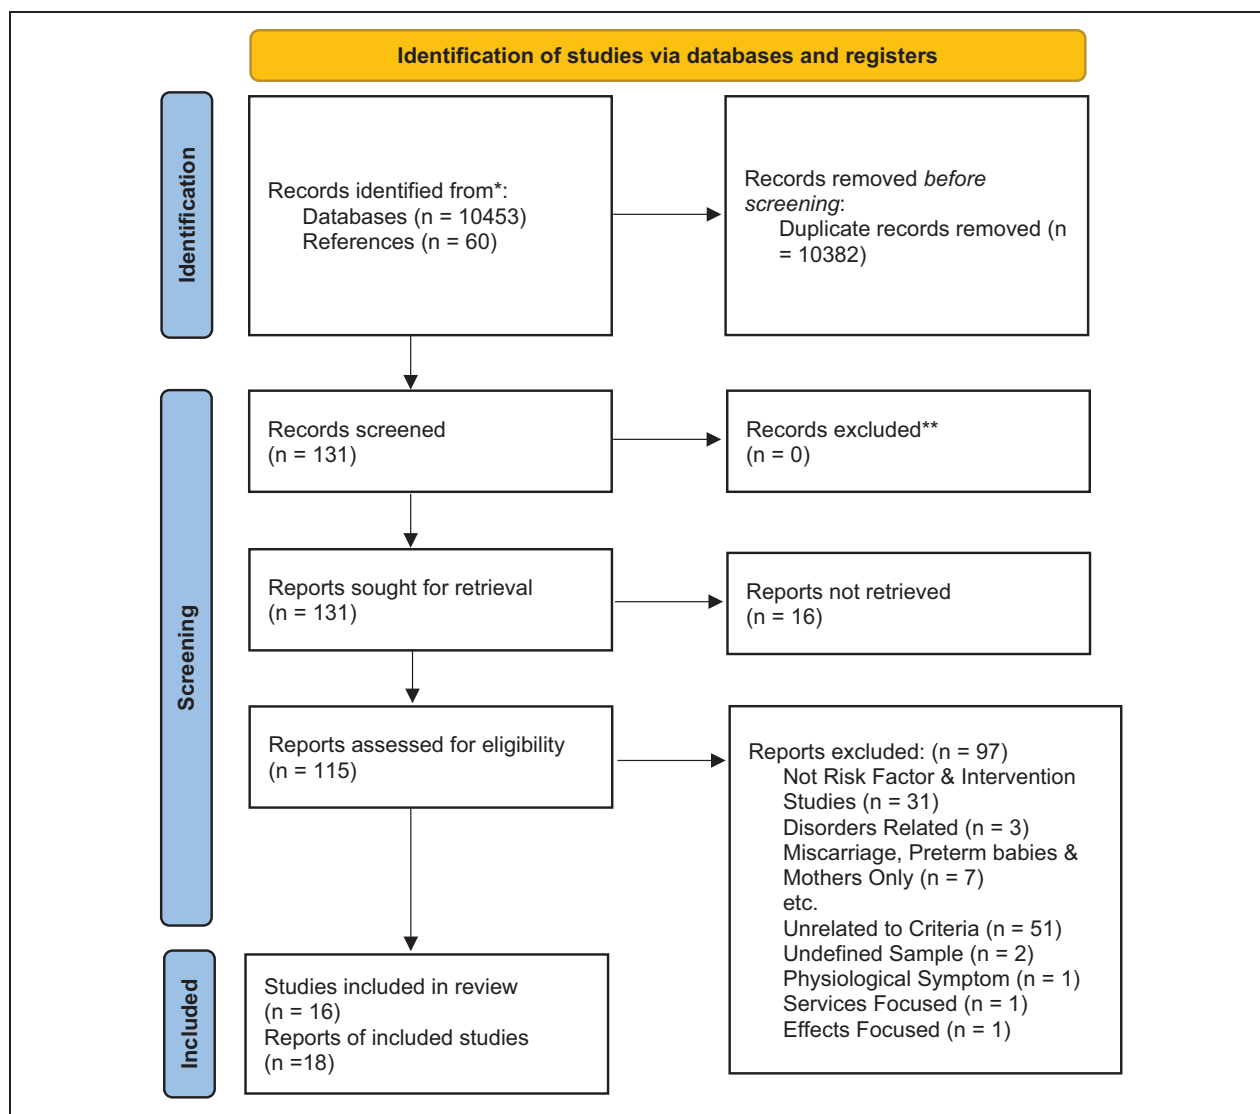 Identification of studies via databases and registers
Identification
Records identified from*:
Databases (n = 10453)
References (n = 60)
Records removed before
screening:
Duplicate records removed (n
= 10382)
Screening
Records screened
(n = 131)
Records excluded**
(n = 0)
Reports sought for retrieval
(n = 131)
Reports not retrieved
(n = 16)
Reports assessed for eligibility
(n = 115)
Reports excluded: (n = 97)
Not Risk Factor & Intervention
Studies (n = 31)
Disorders Related (n = 3)
Miscarriage, Preterm babies &
Mothers Only (n = 7)
etc.
Unrelated to Criteria (n = 51)
Undefined Sample (n = 2)
Physiological Symptom (n = 1)
Services Focused (n = 1)
Effects Focused (n = 1)
Included
Studies included in review
(n = 16)
Reports of included studies
(n =18)